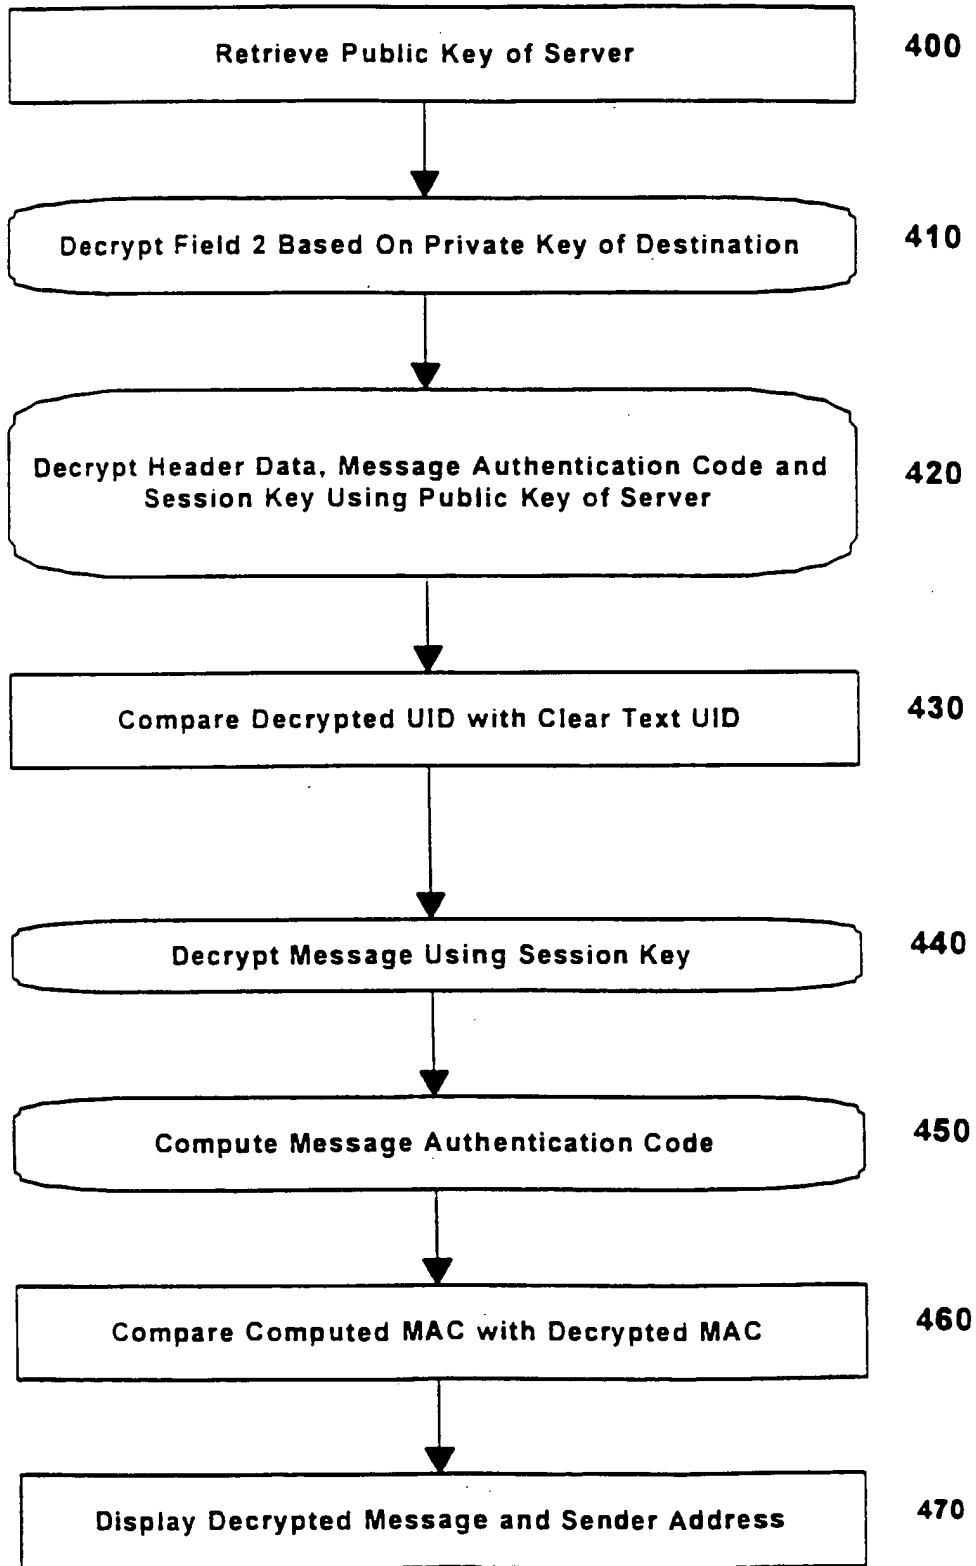 Retrieve Public Key of Server 400
Decrypt Field 2 Based On Private Key of Destination 410
Decrypt Header Data, Message Authentication Code and
Session Key Using Public Key of Server 420
Compare Decrypted UID with Clear Text UID 430
Decrypt Message Using Session Key 440
Compute Message Authentication Code 450
Compare Computed MAC with Decrypted MAC 460
Display Decrypted Message and Sender Address 470